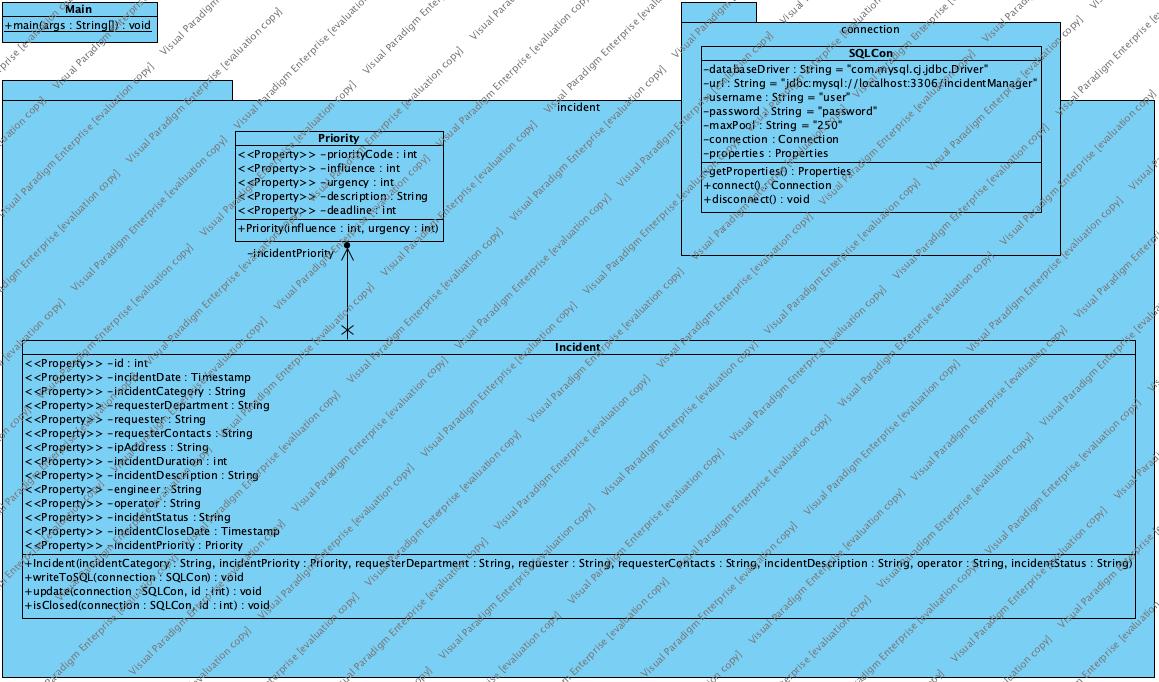 Main
+main(args : String[]) : void
connection
SQLCon
-databaseDriver : String = "com.mysql.cj.jdbc.Driver"
-url : String = "jdbc:mysql://localhost:3306/incidentManager"
-username : String = "user"
-password : String = "password"
-maxPool : String = "250"
-connection : Connection
-properties : Properties
-getProperties() : Properties
+connect() : Connection
+disconnect() : void
incident
Priority
<<Property>> -priorityCode : int
<<Property>> -influence : int
<<Property>> -urgency : int
<<Property>> -description : String
<<Property>> -deadline : int
+Priority(influence : int, urgency : int)
-incidentPriority
Incident
<<Property>> -id : int
<<Property>> -incidentDate : Timestamp
<<Property>> -incidentCategory : String
<<Property>> -requesterDepartment : String
<<Property>> -requester : String
<<Property>> -requesterContacts : String
<<Property>> -ipAddress : String
<<Property>> -incidentDuration : int
<<Property>> -incidentDescription : String
<<Property>> -engineer : String
<<Property>> -operator : String
<<Property>> -incidentStatus : String
<<Property>> -incidentCloseDate : Timestamp
<<Property>> -incidentPriority : Priority
+Incident(incidentCategory : String, incidentPriority : Priority, requesterDepartment : String, requester : String, requesterContacts : String, incidentDescription : String, operator : String, incidentStatus : String)
+writeToSQL(connection : SQLCon) : void
+update(connection : SQLCon, id : int) : void
+isClosed(connection : SQLCon, id : int) : void
Visual Paradigm Enterprise [evaluation copy]